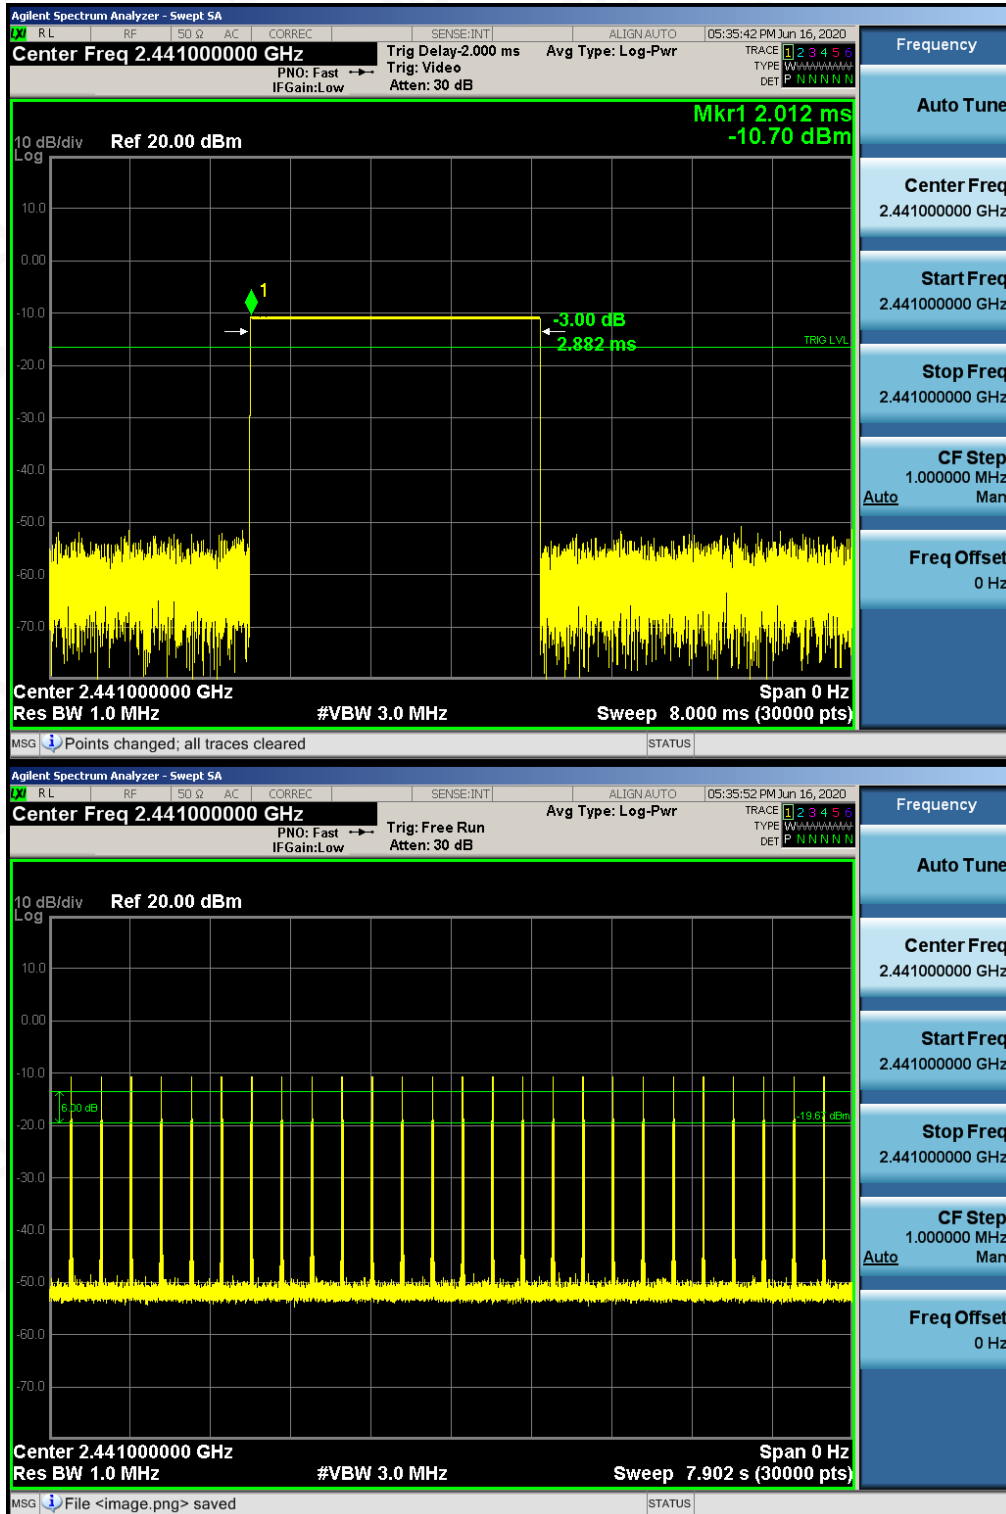 Agilent Spectrum Analyzer - Swept SA
LXI RL RF 50 Ω AC CORREC SENSE:INT ALIGN AUTO 05:35:42 PM Jun 16, 2020
Center Freq 2.441000000 GHz
PNO: Fast
IFGain:Low
Trig Delay-2.000 ms
Trig: Video
Atten: 30 dB
Avg Type: Log-Pwr
TRACE 1 2 3 4 5 6
TYPE WWWWWW
DET P N N N N N
Mkr1 2.012 ms
-10.70 dBm
10 dB/div Ref 20.00 dBm
Log
10.0
0.00
1
-10.0
-3.00 dB
2.882 ms
TRIG LVL
-20.0
-30.0
-40.0
-50.0
-60.0
-70.0
Center 2.441000000 GHz Span 0 Hz
Res BW 1.0 MHz #VBW 3.0 MHz Sweep 8.000 ms (30000 pts)
MSG Points changed; all traces cleared STATUS
Frequency
Auto Tune
Center Freq
2.441000000 GHz
Start Freq
2.441000000 GHz
Stop Freq
2.441000000 GHz
CF Step
1.000000 MHz
Auto Man
Freq Offset
0 Hz
Agilent Spectrum Analyzer - Swept SA
LXI RL RF 50 Ω AC CORREC SENSE:INT ALIGN AUTO 05:35:52 PM Jun 16, 2020
Center Freq 2.441000000 GHz
PNO: Fast
IFGain:Low
Trig: Free Run
Atten: 30 dB
Avg Type: Log-Pwr
TRACE 1 2 3 4 5 6
TYPE WWWWWW
DET P N N N N N
10 dB/div Ref 20.00 dBm
Log
10.0
0.00
-10.0
6.00 dB
-19.67 dBm
-20.0
-30.0
-40.0
-50.0
-60.0
-70.0
Center 2.441000000 GHz Span 0 Hz
Res BW 1.0 MHz #VBW 3.0 MHz Sweep 7.902 s (30000 pts)
MSG File <image.png> saved STATUS
Frequency
Auto Tune
Center Freq
2.441000000 GHz
Start Freq
2.441000000 GHz
Stop Freq
2.441000000 GHz
CF Step
1.000000 MHz
Auto Man
Freq Offset
0 Hz